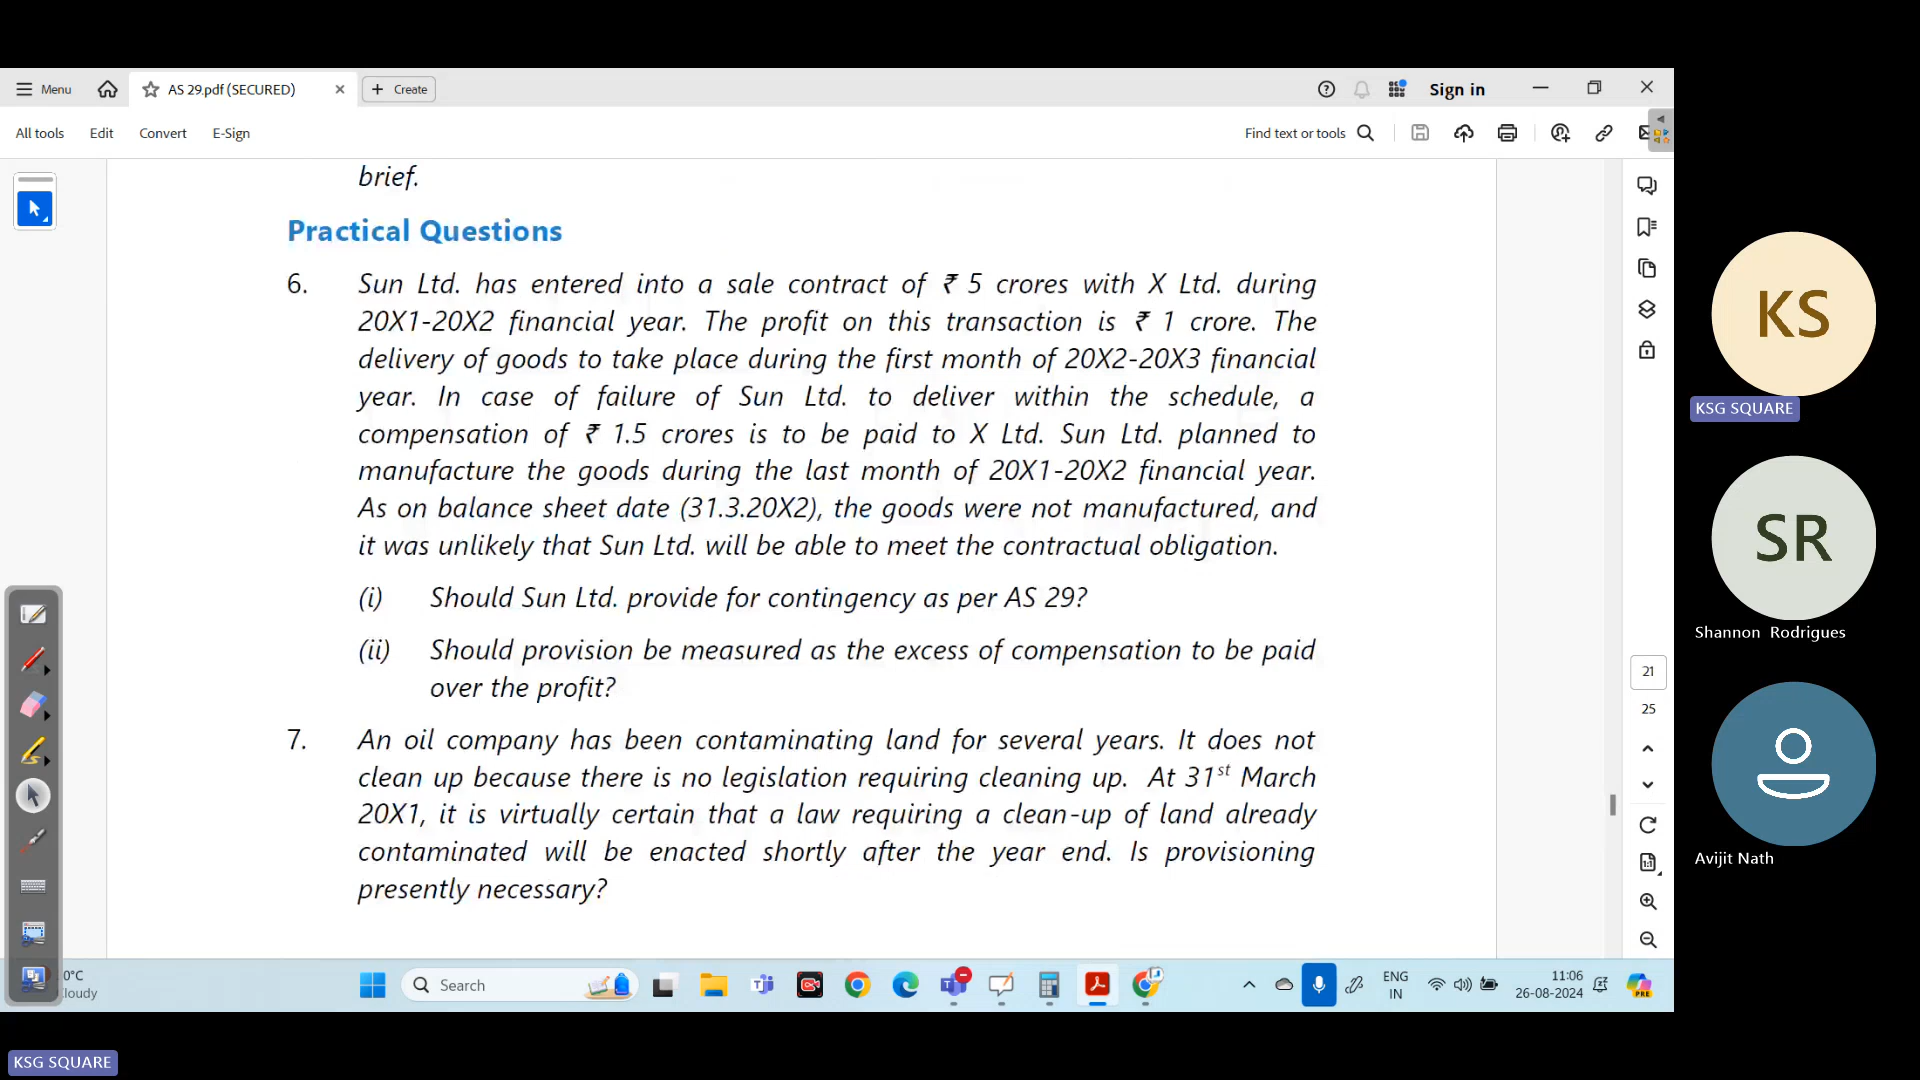 Menu
AS 29.pdf (SECURED)
Create
Sign in
All tools
Edit
Convert
E-Sign
Find text or tools
brief.
Practical Questions
6. Sun Ltd. has entered into a sale contract of ₹ 5 crores with X Ltd. during
20X1-20X2 financial year. The profit on this transaction is ₹ 1 crore. The
delivery of goods to take place during the first month of 20X2-20X3 financial
year. In case of failure of Sun Ltd. to deliver within the schedule, a
compensation of ₹ 1.5 crores is to be paid to X Ltd. Sun Ltd. planned to
manufacture the goods during the last month of 20X1-20X2 financial year.
As on balance sheet date (31.3.20X2), the goods were not manufactured, and
it was unlikely that Sun Ltd. will be able to meet the contractual obligation.
(i) Should Sun Ltd. provide for contingency as per AS 29?
(ii) Should provision be measured as the excess of compensation to be paid
over the profit?
7. An oil company has been contaminating land for several years. It does not
clean up because there is no legislation requiring cleaning up. At 31st March
20X1, it is virtually certain that a law requiring a clean-up of land already
contaminated will be enacted shortly after the year end. Is provisioning
presently necessary?
21
25
KS
KSG SQUARE
SR
Shannon Rodrigues
Avijit Nath
0°C
Cloudy
Search
ENG
IN
11:06
26-08-2024
PRE
KSG SQUARE